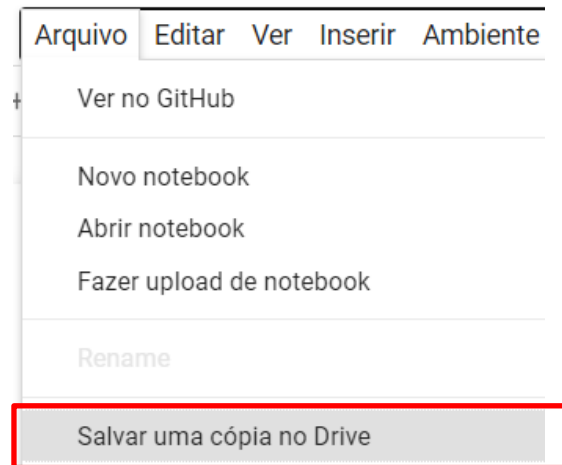 Arquivo Editar Ver Inserir Ambiente
Ver no GitHub
Novo notebook
Abrir notebook
Fazer upload de notebook
Rename
Salvar uma cópia no Drive